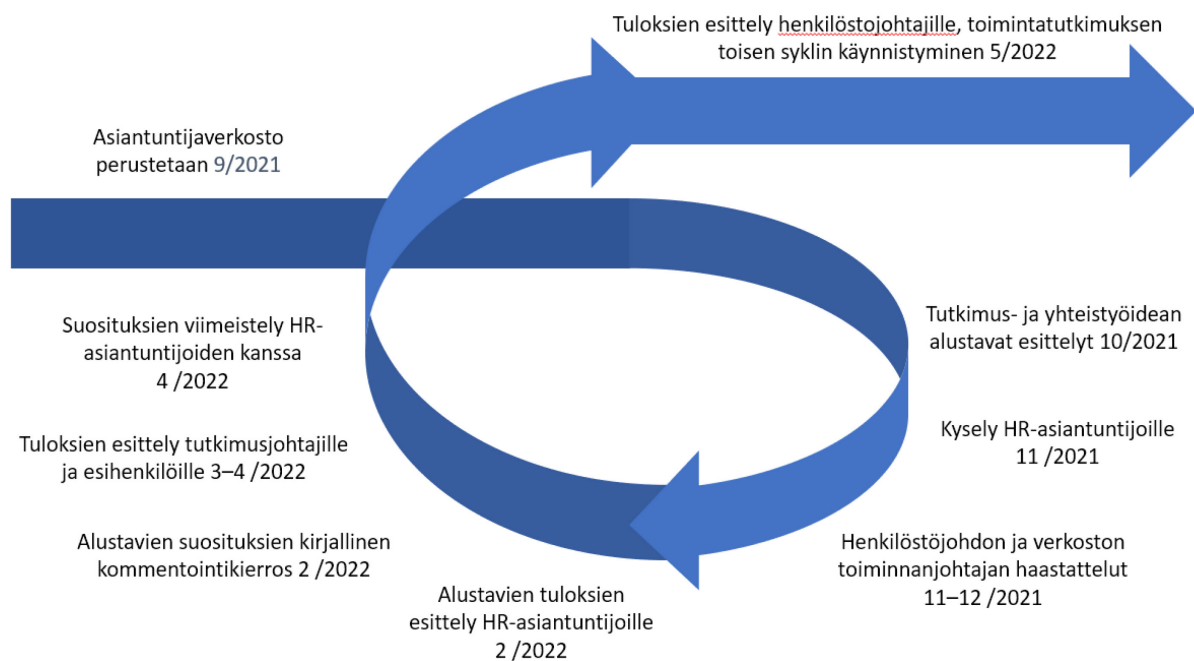 Tuloksien esittely henkilöstojohtajille, toimintatutkimuksen
toisen syklin käynnistyminen 5/2022
Asiantuntijaverkosto
perustetaan 9/2021
Tutkimus- ja yhteistyöidean
alustavat esittelyt 10/2021
Kysely HR-asiantuntijoille
11 /2021
Henkilöstöjohdon ja verkoston
toiminnanjohtajan haastattelut
11–12 /2021
Alustavien tuloksien
esittely HR-asiantuntijoille
2 /2022
Alustavien suosituksien kirjallinen
kommentointikierros 2 /2022
Tuloksien esittely tutkimusjohtajille
ja esihenkilöille 3–4 /2022
Suosituksien viimeistely HR-
asiantuntijoiden kanssa
4 /2022